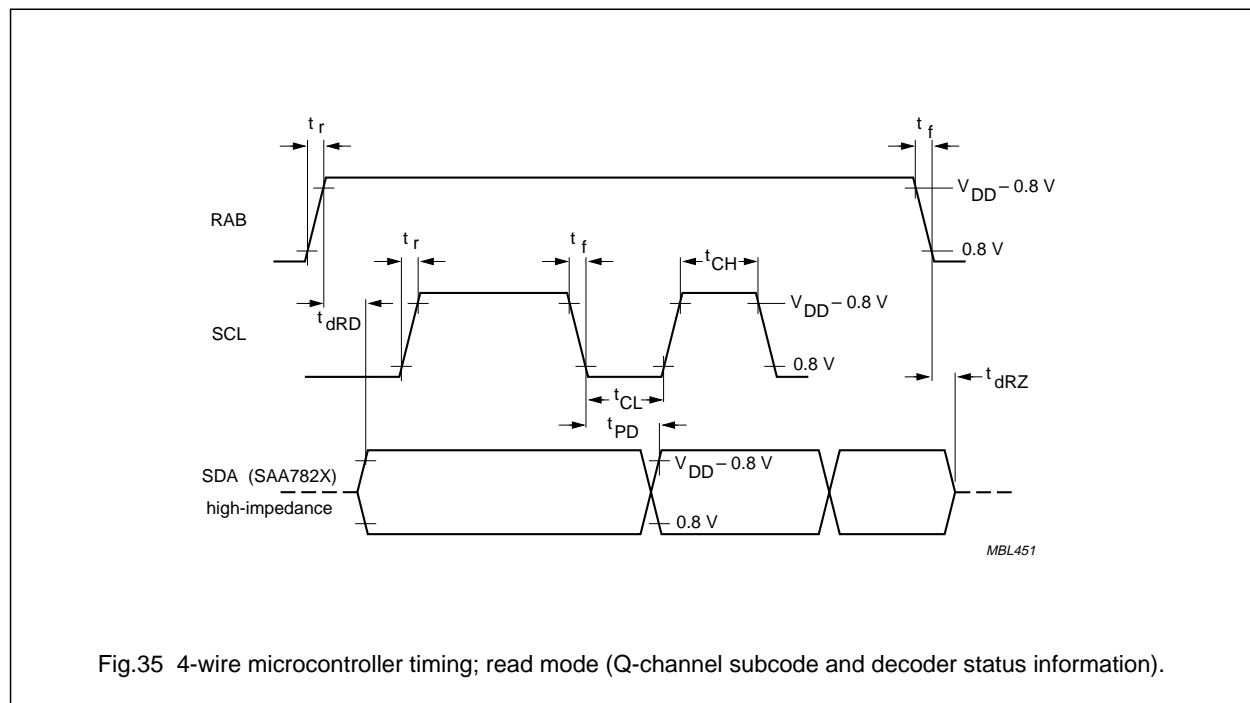 t r
t f
V DD – 0.8 V
RAB
0.8 V
t r
t f
t CH
V DD – 0.8 V
t dRD
SCL
0.8 V
t dRZ
t CL
t PD
SDA (SAA782X)
V DD – 0.8 V
high-impedance
0.8 V
MBL451
Fig.35 4-wire microcontroller timing; read mode (Q-channel subcode and decoder status information).